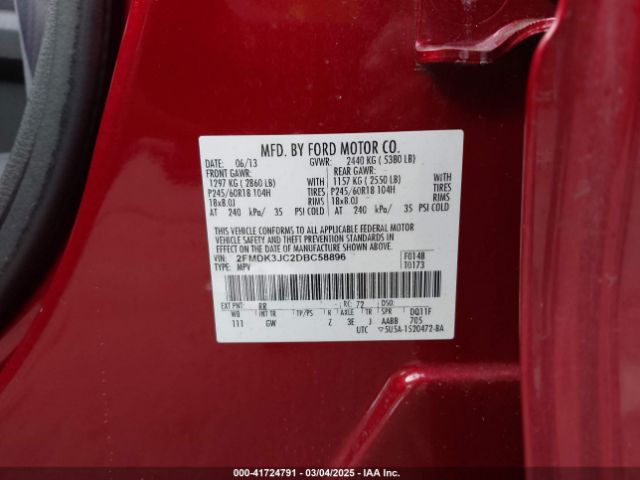 MFD. BY FORD MOTOR CO.
DATE: 06/13 GVWR: 2440 KG ( 5380 LB)
FRONT GAWR: REAR GAWR:
1297 KG ( 2860 LB) WITH 1157 KG ( 2550 LB) WITH
P245/60R18 104H TIRES P245/60R18 104H TIRES
18x8.0J RIMS 18x8.0J RIMS
AT 240 kPa/ 35 PSI COLD AT 240 kPa/ 35 PSI COLD
THIS VEHICLE CONFORMS TO ALL APPLICABLE FEDERAL MOTOR
VEHICLE SAFETY AND THEFT PREVENTION STANDARDS IN EFFECT
ON THE DATE OF MANUFACTURE SHOWN ABOVE.
VIN: 2FMDK3JC2DBC58896 F0148
TYPE: MPV T0173
EXT PNT: RR RC: 72 DSO:
WB INT TR TP/PS R AXLE TR SPR DQ11F
111 GW Z 3E J AABB 705
UTC ▽5U5A-1520472-BA
000-41724791 - 03/04/2025 - IAA Inc.